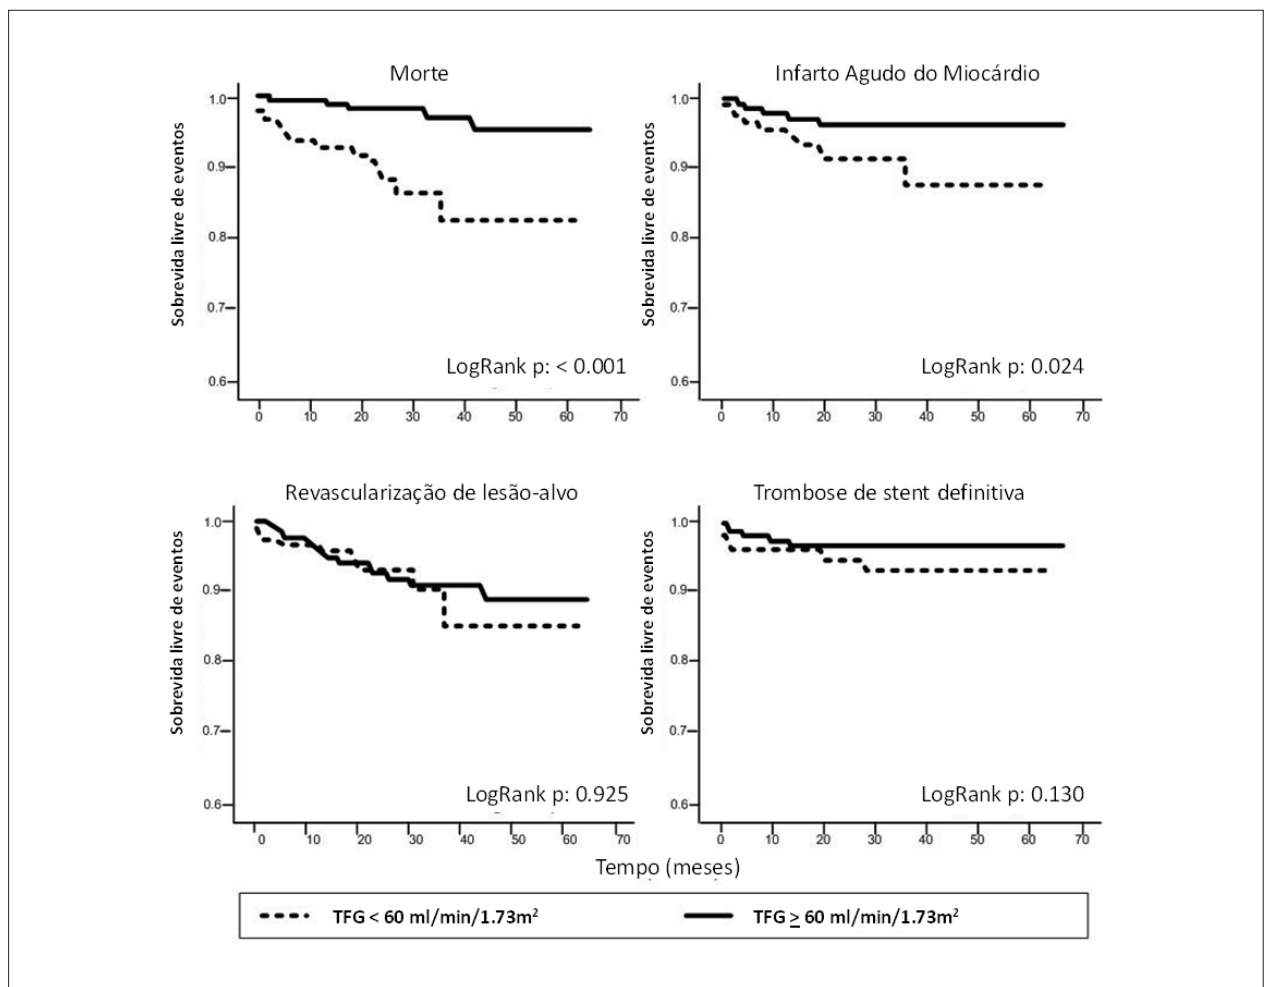 Morte
Sobrevida livre de eventos
1.0
0.9
0.8
0.7
0.6
LogRank p: < 0.001
0 10 20 30 40 50 60 70
Infarto Agudo do Miocárdio
Sobrevida livre de eventos
1.0
0.9
0.8
0.7
0.6
LogRank p: 0.024
0 10 20 30 40 50 60 70
Revascularização de lesão-alvo
Sobrevida livre de eventos
1.0
0.9
0.8
0.7
0.6
LogRank p: 0.925
0 10 20 30 40 50 60 70
Trombose de stent definitiva
Sobrevida livre de eventos
1.0
0.9
0.8
0.7
0.6
LogRank p: 0.130
0 10 20 30 40 50 60 70
Tempo (meses)
TFG < 60 ml/min/1.73m²
TFG ≥ 60 ml/min/1.73m²